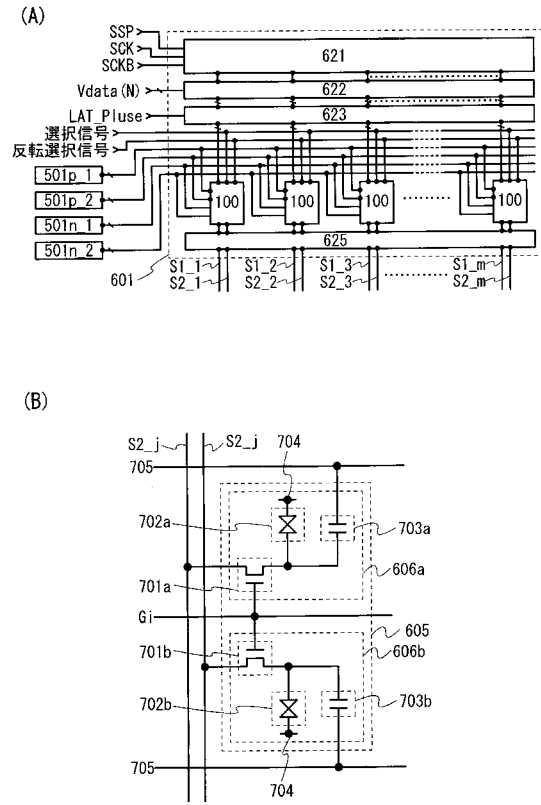 (A)
SSP
SCK
SCKB
621
Vdata(N)
622
LAT_Pluse
623
選択信号
反転選択信号
501p_1
501p_2
501n_1
501n_2
100
100
100
100
625
601
S1_1
S1_2
S1_3
S1_m
S2_1
S2_2
S2_3
S2_m
(B)
S2_j
S2_j
705
704
702a
703a
606a
701a
Gi
605
701b
606b
702b
703b
704
705